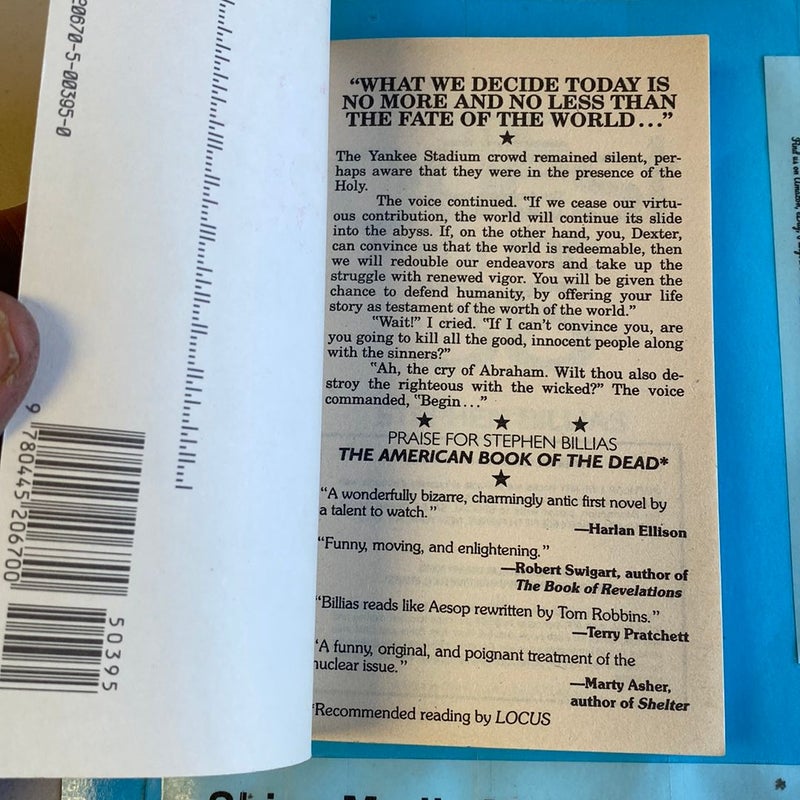 20670-5-00395-0
9 780445 206700
50395
“WHAT WE DECIDE TODAY IS
NO MORE AND NO LESS THAN
THE FATE OF THE WORLD...”
★
The Yankee Stadium crowd remained silent, per-
haps aware that they were in the presence of the
Holy.
The voice continued. “If we cease our virtu-
ous contribution, the world will continue its slide
into the abyss. If, on the other hand, you, Dexter,
can convince us that the world is redeemable, then
we will redouble our endeavors and take up the
struggle with renewed vigor. You will be given the
chance to defend humanity, by offering your life
story as testament of the worth of the world.”
“Wait!” I cried. “If I can’t convince you, are
you going to kill all the good, innocent people along
with the sinners?”
“Ah, the cry of Abraham. Wilt thou also de-
stroy the righteous with the wicked?” The voice
commanded, “Begin...”
★ ★ ★
PRAISE FOR STEPHEN BILLIAS
THE AMERICAN BOOK OF THE DEAD*
★
“A wonderfully bizarre, charmingly antic first novel by
a talent to watch.”
—Harlan Ellison
“Funny, moving, and enlightening.”
—Robert Swigart, author of
The Book of Revelations
“Billias reads like Aesop rewritten by Tom Robbins.”
—Terry Pratchett
“A funny, original, and poignant treatment of the
nuclear issue.”
—Marty Asher,
author of Shelter
*Recommended reading by LOCUS
Find us on